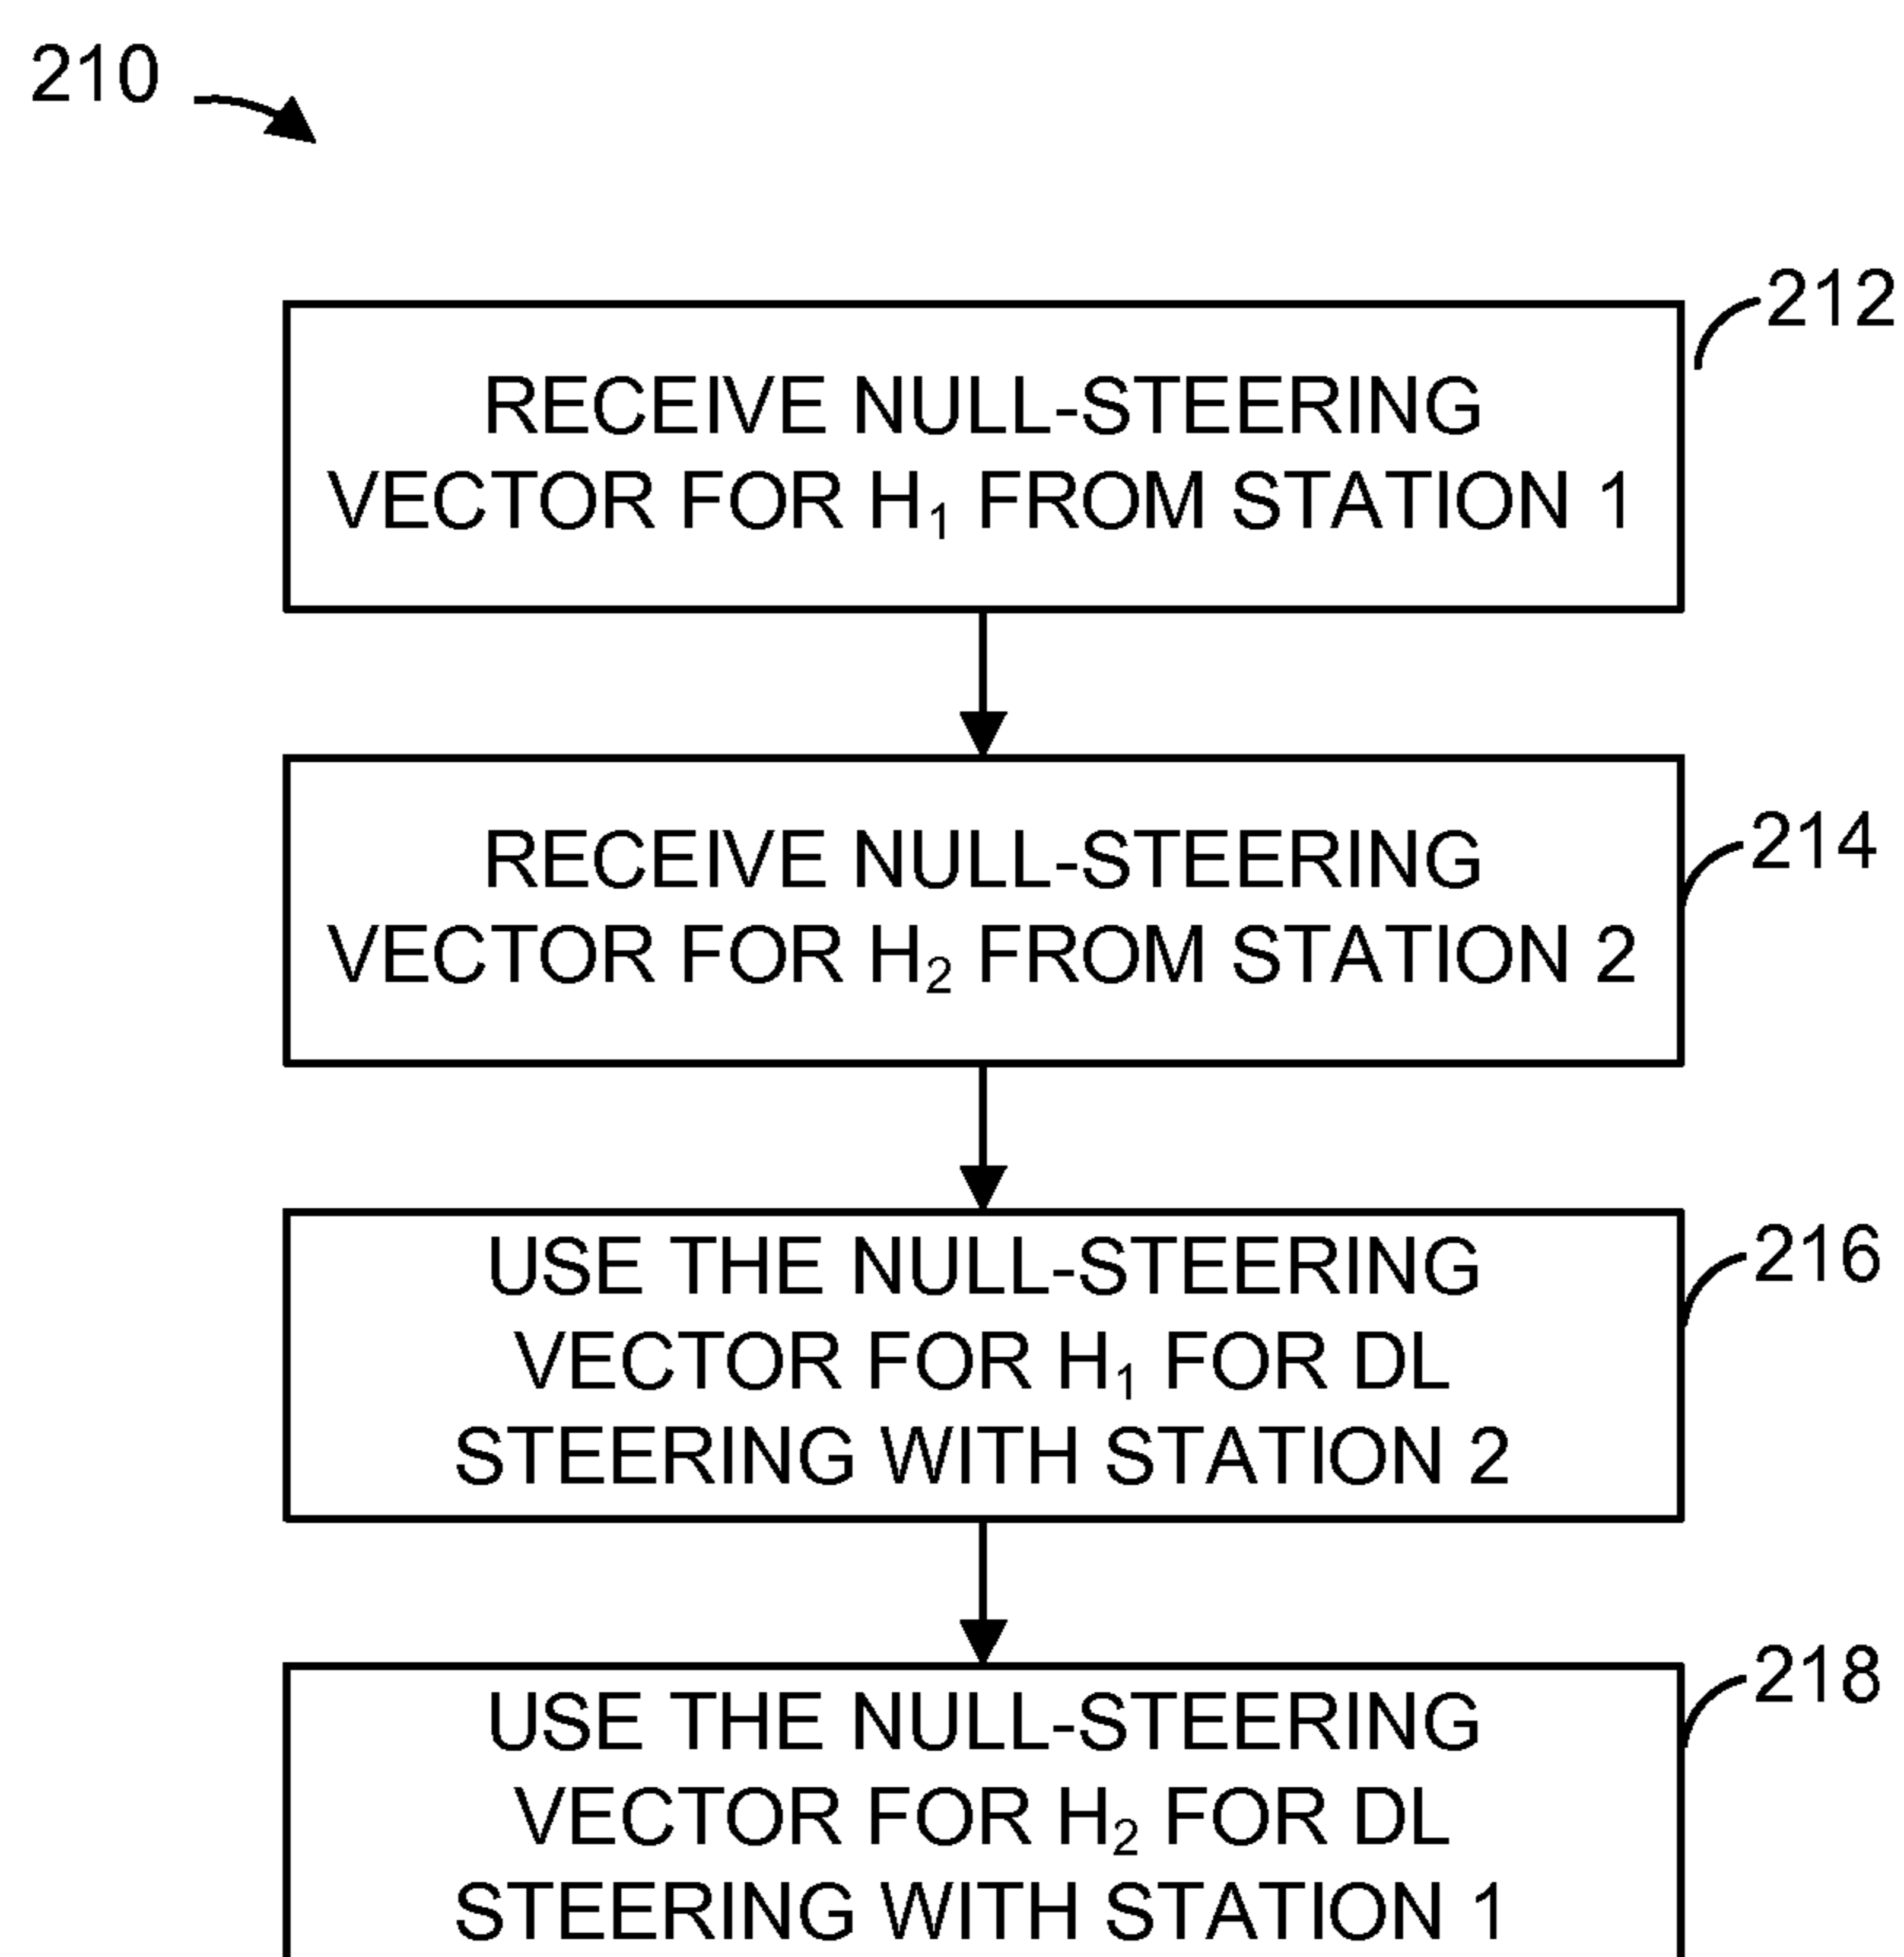 210
212
RECEIVE NULL-STEERING
VECTOR FOR H₁ FROM STATION 1
214
RECEIVE NULL-STEERING
VECTOR FOR H₂ FROM STATION 2
216
USE THE NULL-STEERING
VECTOR FOR H₁ FOR DL
STEERING WITH STATION 2
218
USE THE NULL-STEERING
VECTOR FOR H₂ FOR DL
STEERING WITH STATION 1